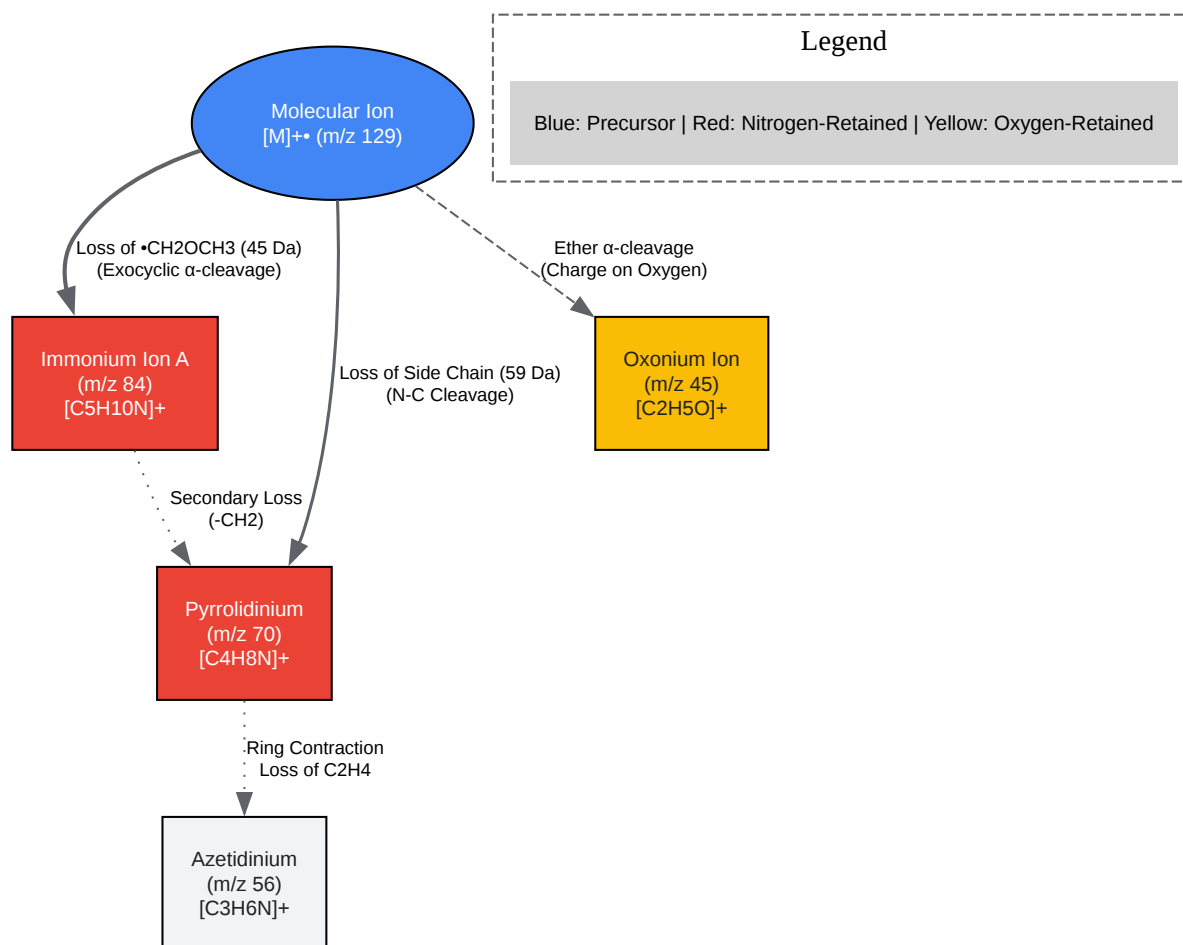 Legend
Blue: Precursor | Red: Nitrogen-Retained | Yellow: Oxygen-Retained
Molecular Ion
[M]+• (m/z 129)
Loss of •CH2OCH3 (45 Da)
(Exocyclic α-cleavage)
Ether α-cleavage
(Charge on Oxygen)
Immonium Ion A
(m/z 84)
[C5H10N]+
Loss of Side Chain (59 Da)
(N-C Cleavage)
Oxonium Ion
(m/z 45)
[C2H5O]+
Secondary Loss
(-CH2)
Pyrrolidinium
(m/z 70)
[C4H8N]+
Ring Contraction
Loss of C2H4
Azetidinium
(m/z 56)
[C3H6N]+